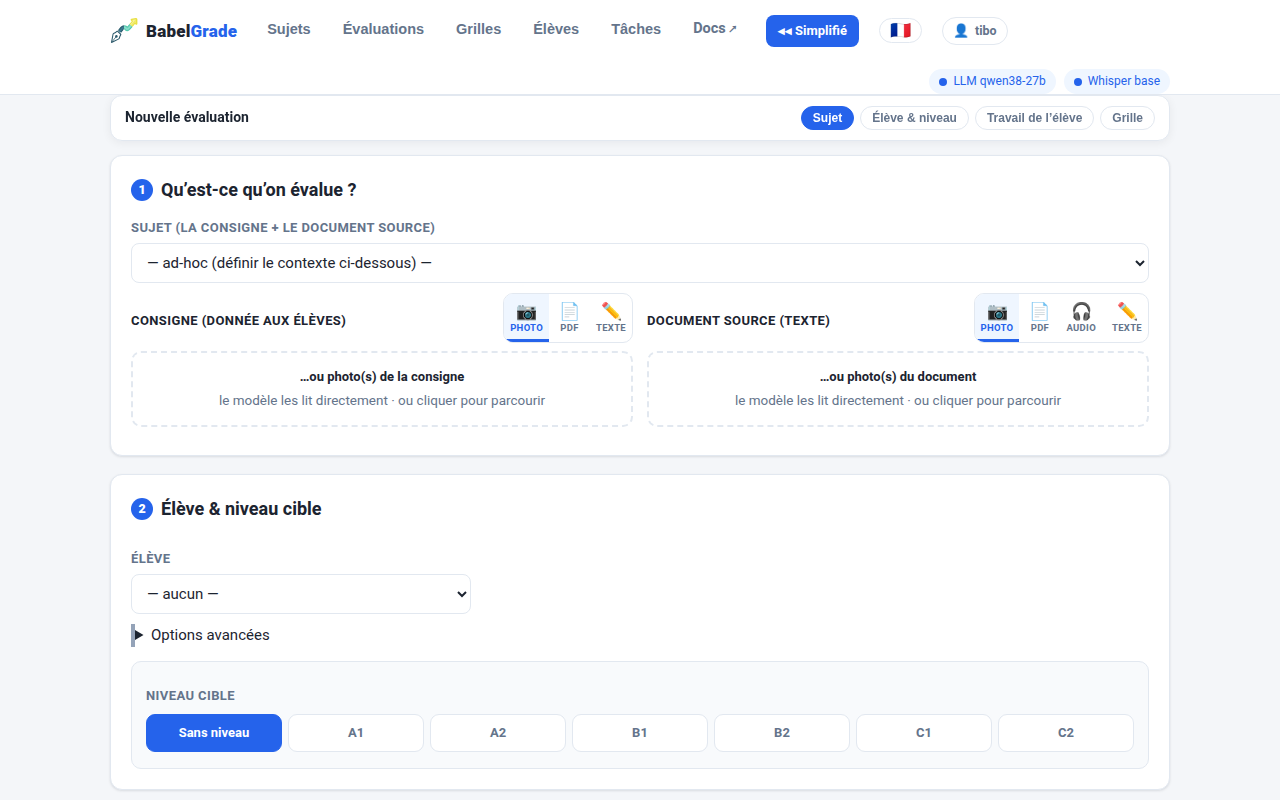 BabelGrade
Sujets
Évaluations
Grilles
Élèves
Tâches
Docs ↗
◀◀ Simplifié
tibo
LLM qwen38-27b
Whisper base
Nouvelle évaluation
Sujet
Élève & niveau
Travail de l’élève
Grille
1 Qu’est-ce qu’on évalue ?
SUJET (LA CONSIGNE + LE DOCUMENT SOURCE)
— ad-hoc (définir le contexte ci-dessous) —
CONSIGNE (DONNÉE AUX ÉLÈVES)
PHOTO
PDF
TEXTE
DOCUMENT SOURCE (TEXTE)
PHOTO
PDF
AUDIO
TEXTE
…ou photo(s) de la consigne
le modèle les lit directement · ou cliquer pour parcourir
…ou photo(s) du document
le modèle les lit directement · ou cliquer pour parcourir
2 Élève & niveau cible
ÉLÈVE
— aucun —
▶ Options avancées
NIVEAU CIBLE
Sans niveau
A1
A2
B1
B2
C1
C2